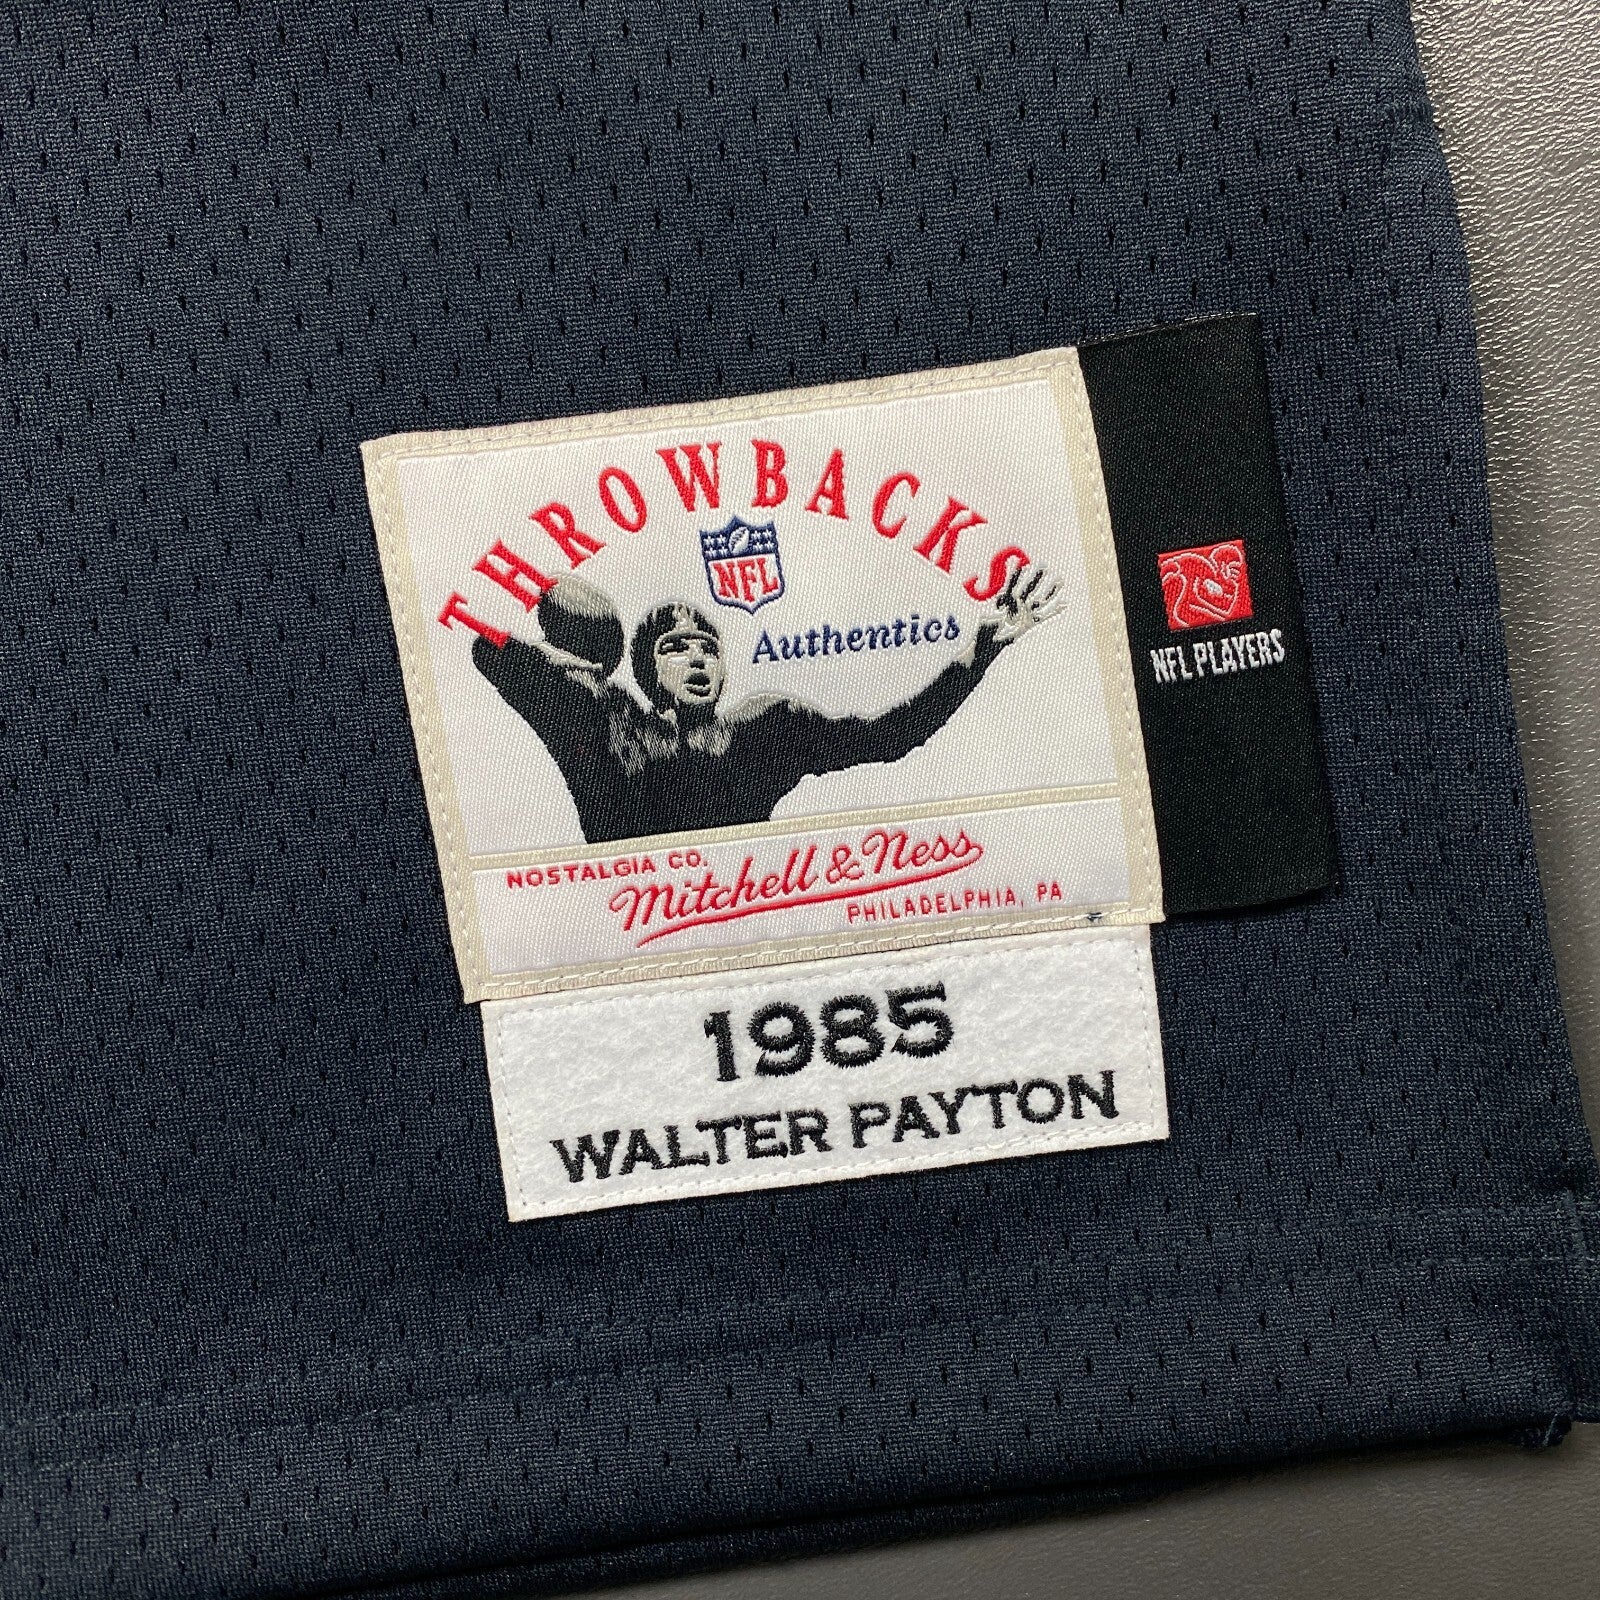 THROWBACKS
NFL
Authentics
NFL PLAYERS
NOSTALGIA CO.
Mitchell & Ness
PHILADELPHIA, PA
1985
WALTER PAYTON